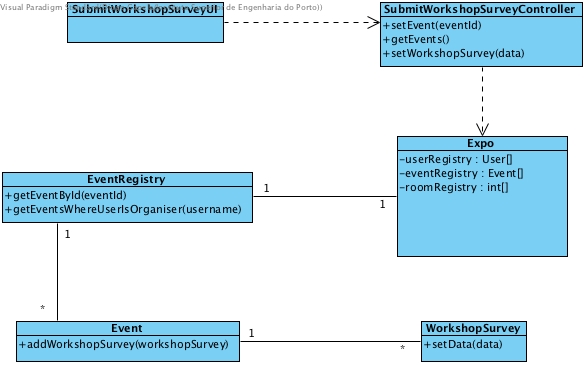 Visual Paradigm S de Engenharia do Porto))
SubmitWorkshopSurveyUI
SubmitWorkshopSurveyController
+setEvent(eventId)
+getEvents()
+setWorkshopSurvey(data)
Expo
-userRegistry : User[]
-eventRegistry : Event[]
-roomRegistry : int[]
EventRegistry
+getEventById(eventId)
+getEventsWhereUserIsOrganiser(username)
1
1
1
*
Event
+addWorkshopSurvey(workshopSurvey)
1
*
WorkshopSurvey
+setData(data)